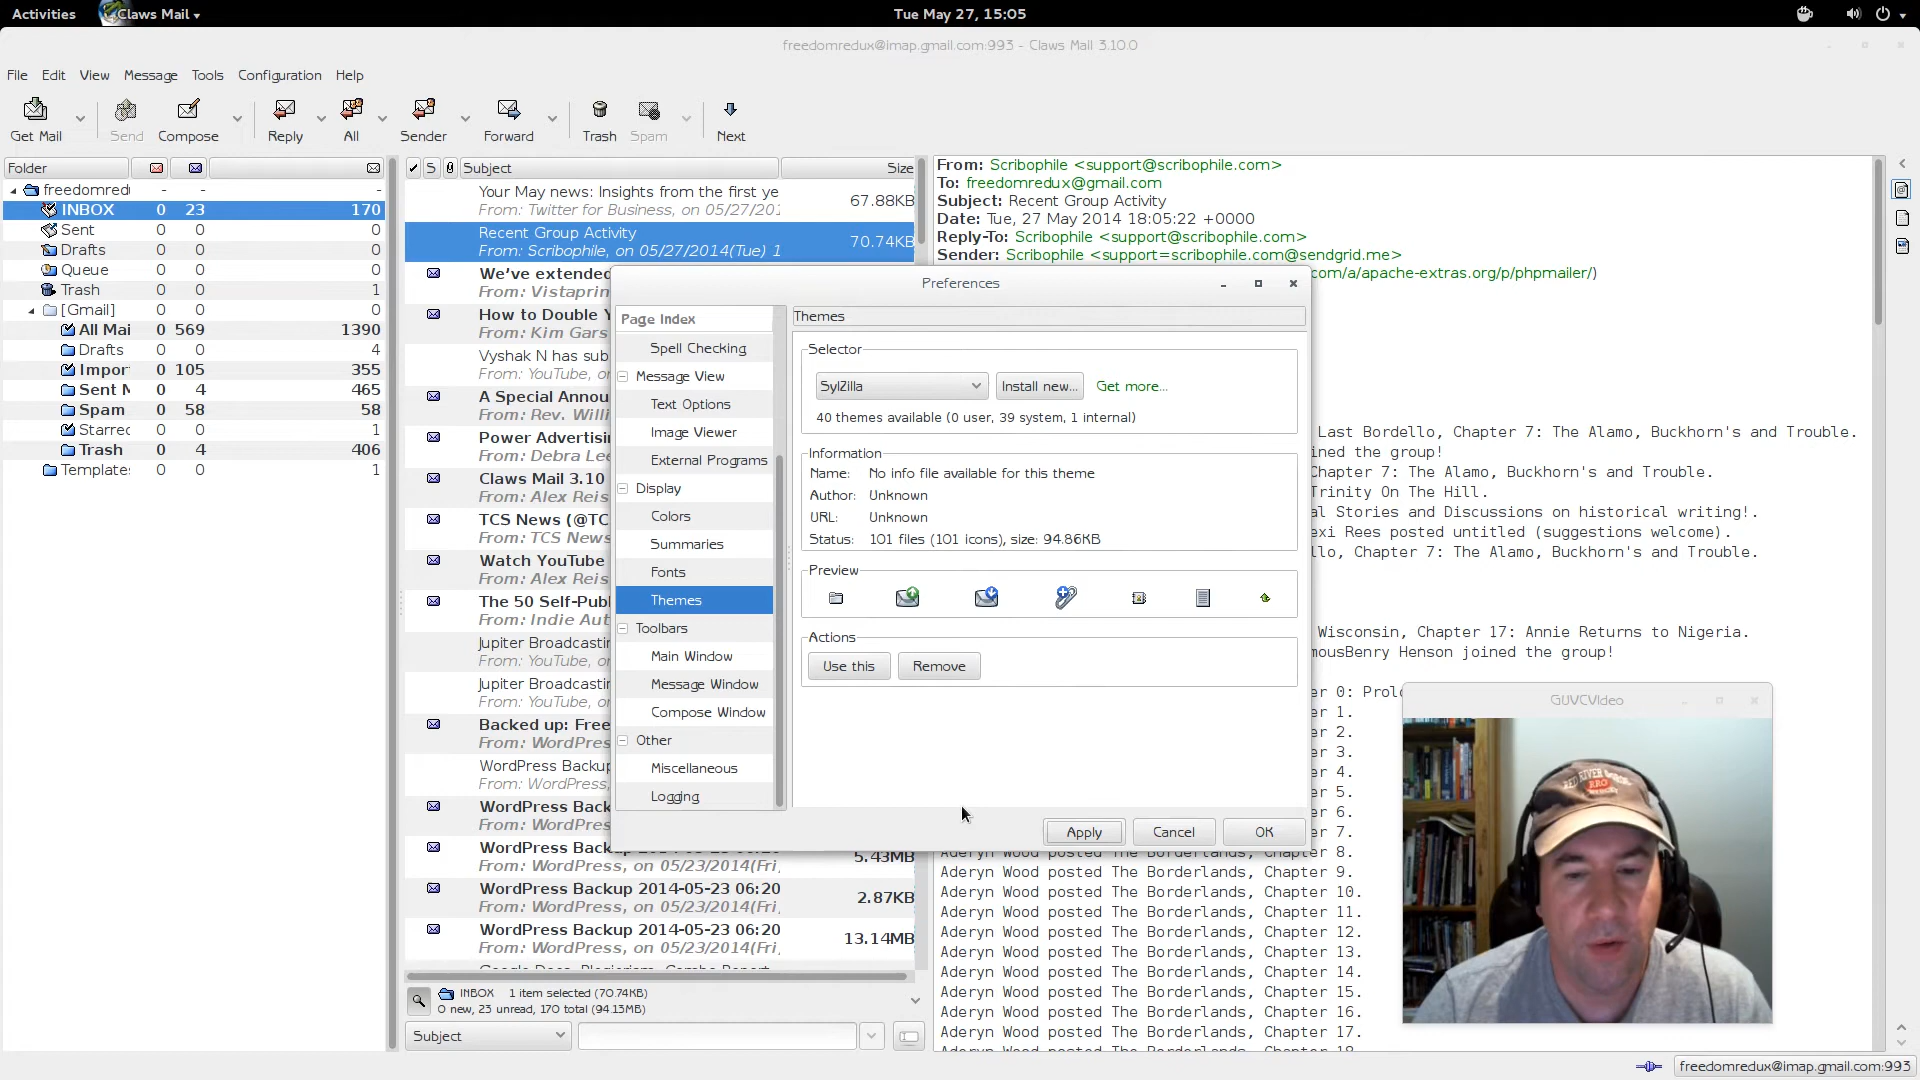 Activities Claws Mail Tue May 27, 15:05
freedomredux@imap.gmail.com:993 - Claws Mail 3.10.0
File Edit View Message Tools Configuration Help
Get Mail Send Compose Reply All Sender Forward Trash Spam Next
Folder
freedomredu - - -
INBOX 0 23 170
Sent 0 0 0
Drafts 0 0 0
Queue 0 0 0
Trash 0 0 1
[Gmail] 0 0 0
All Mai 0 569 1390
Drafts 0 0 4
Impor 0 105 355
Sent M 0 4 465
Spam 0 58 58
Starred 0 0 1
Trash 0 4 406
Templates 0 0 1
S Subject Size
Your May news: Insights from the first ye
From: Twitter for Business, on 05/27/201
67.88KB
Recent Group Activity
From: Scribophile, on 05/27/2014(Tue) 1
70.74KB
We've extended
From: Vistaprin
How to Double Y
From: Kim Gars
Vyshak N has sub
From: YouTube, o
A Special Annou
From: Rev. Willi
Power Advertisi
From: Debra Lee
Claws Mail 3.10
From: Alex Reis
TCS News (@TC
From: TCS News
Watch YouTube
From: Alex Reis
The 50 Self-Publ
From: Indie Aut
Jupiter Broadcastin
From: YouTube, or
Jupiter Broadcastin
From: YouTube, or
Backed up: Free
From: WordPres
WordPress Backup
From: WordPress,
WordPress Back
From: WordPres
WordPress Back
From: WordPress, on 05/23/2014(Fri)
5.43MB
WordPress Backup 2014-05-23 06:20
From: WordPress, on 05/23/2014(Fri)
2.87KB
WordPress Backup 2014-05-23 06:20
From: WordPress, on 05/23/2014(Fri)
13.14MB
INBOX 1 item selected (70.74KB)
0 new, 23 unread, 170 total (94.13MB)
Subject
From: Scribophile <support@scribophile.com>
To: freedomredux@gmail.com
Subject: Recent Group Activity
Date: Tue, 27 May 2014 18:05:22 +0000
Reply-To: Scribophile <support@scribophile.com>
Sender: Scribophile <support=scribophile.com@sendgrid.me>
com/a/apache-extras.org/p/phpmailer/)
Last Bordello, Chapter 7: The Alamo, Buckhorn's and Trouble.
ined the group!
Chapter 7: The Alamo, Buckhorn's and Trouble.
Trinity On The Hill.
al Stories and Discussions on historical writing!.
exi Rees posted untitled (suggestions welcome).
lo, Chapter 7: The Alamo, Buckhorn's and Trouble.
Wisconsin, Chapter 17: Annie Returns to Nigeria.
mousBenry Henson joined the group!
er 0: Prolo
er 1.
er 2.
er 3.
er 4.
er 5.
er 6.
er 7.
Aderyn Wood posted The Borderlands, Chapter 8.
Aderyn Wood posted The Borderlands, Chapter 9.
Aderyn Wood posted The Borderlands, Chapter 10.
Aderyn Wood posted The Borderlands, Chapter 11.
Aderyn Wood posted The Borderlands, Chapter 12.
Aderyn Wood posted The Borderlands, Chapter 13.
Aderyn Wood posted The Borderlands, Chapter 14.
Aderyn Wood posted The Borderlands, Chapter 15.
Aderyn Wood posted The Borderlands, Chapter 16.
Aderyn Wood posted The Borderlands, Chapter 17.
Preferences
Page Index
Spell Checking
Message View
Text Options
Image Viewer
External Programs
Display
Colors
Summaries
Fonts
Themes
Toolbars
Main Window
Message Window
Compose Window
Other
Miscellaneous
Logging
Themes
Selector
SylZilla Install new... Get more...
40 themes available (0 user, 39 system, 1 internal)
Information
Name: No info file available for this theme
Author: Unknown
URL: Unknown
Status: 101 files (101 icons), size: 94.86KB
Preview
Actions
Use this Remove
Apply Cancel OK
GUVCVideo
RED RIVER
RRO
freedomredux@imap.gmail.com:993